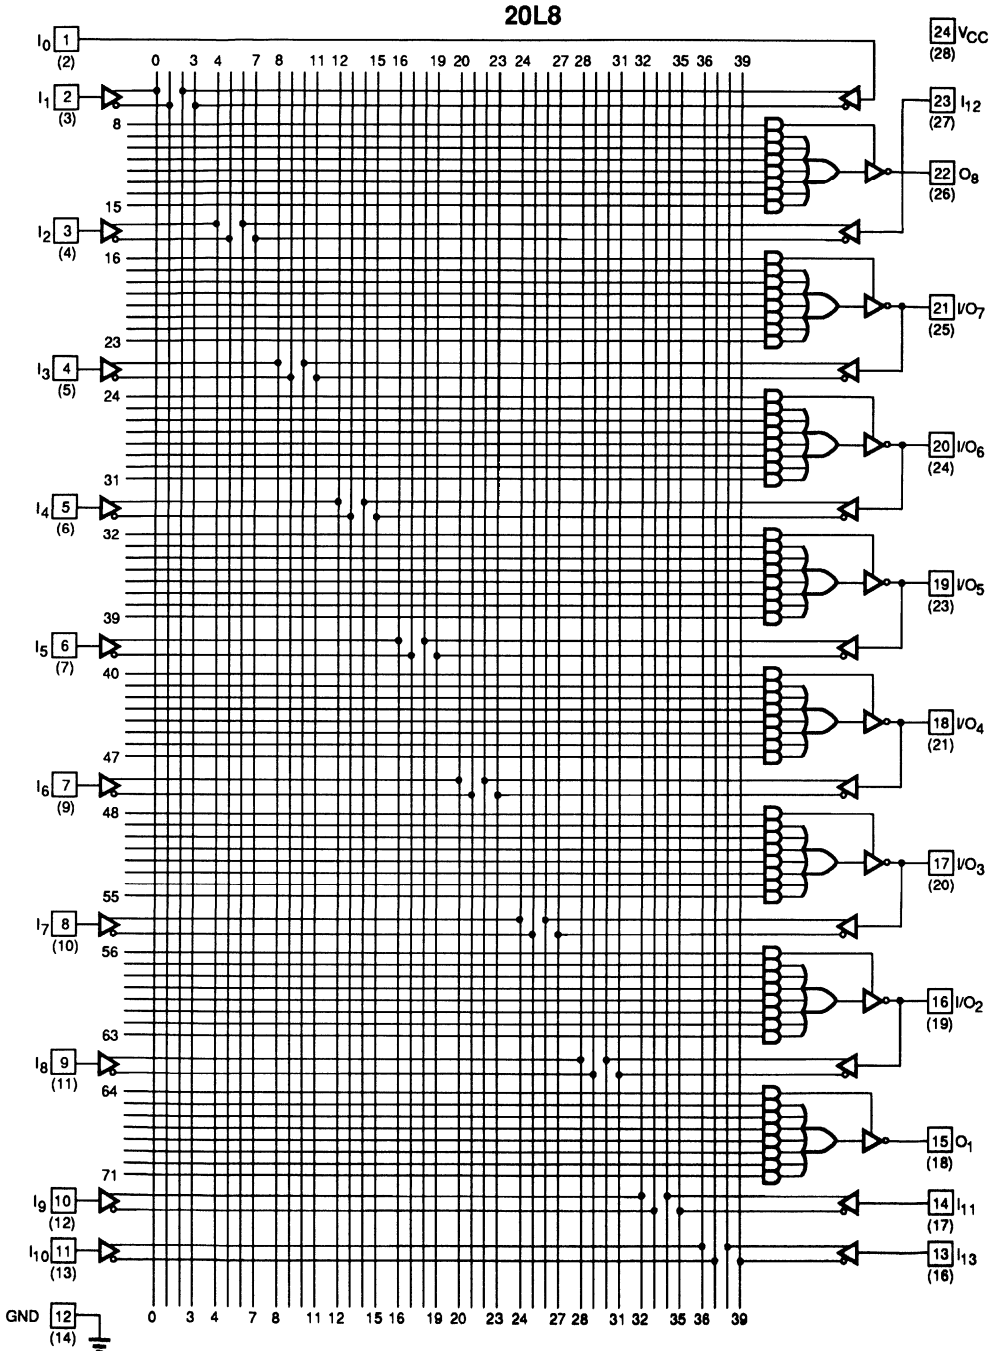 20L8
I0 1 24 VCC
(2) (28)
0 3 4 7 8 11 12 15 16 19 20 23 24 27 28 31 32 35 36 39
I1 2 23 I12
(3) (27)
8
22 O8
(26)
15
I2 3
(4)
16
21 I/O7
(25)
23
I3 4
(5)
24
20 I/O6
(24)
31
I4 5
(6)
32
19 I/O5
(23)
39
I5 6
(7)
40
18 I/O4
(21)
47
I6 7
(9)
48
17 I/O3
(20)
55
I7 8
(10)
56
16 I/O2
(19)
63
I8 9
(11)
64
15 O1
(18)
71
I9 10 14 I11
(12) (17)
I10 11 13 I13
(13) (16)
GND 12 0 3 4 7 8 11 12 15 16 19 20 23 24 27 28 31 32 35 36 39
(14)